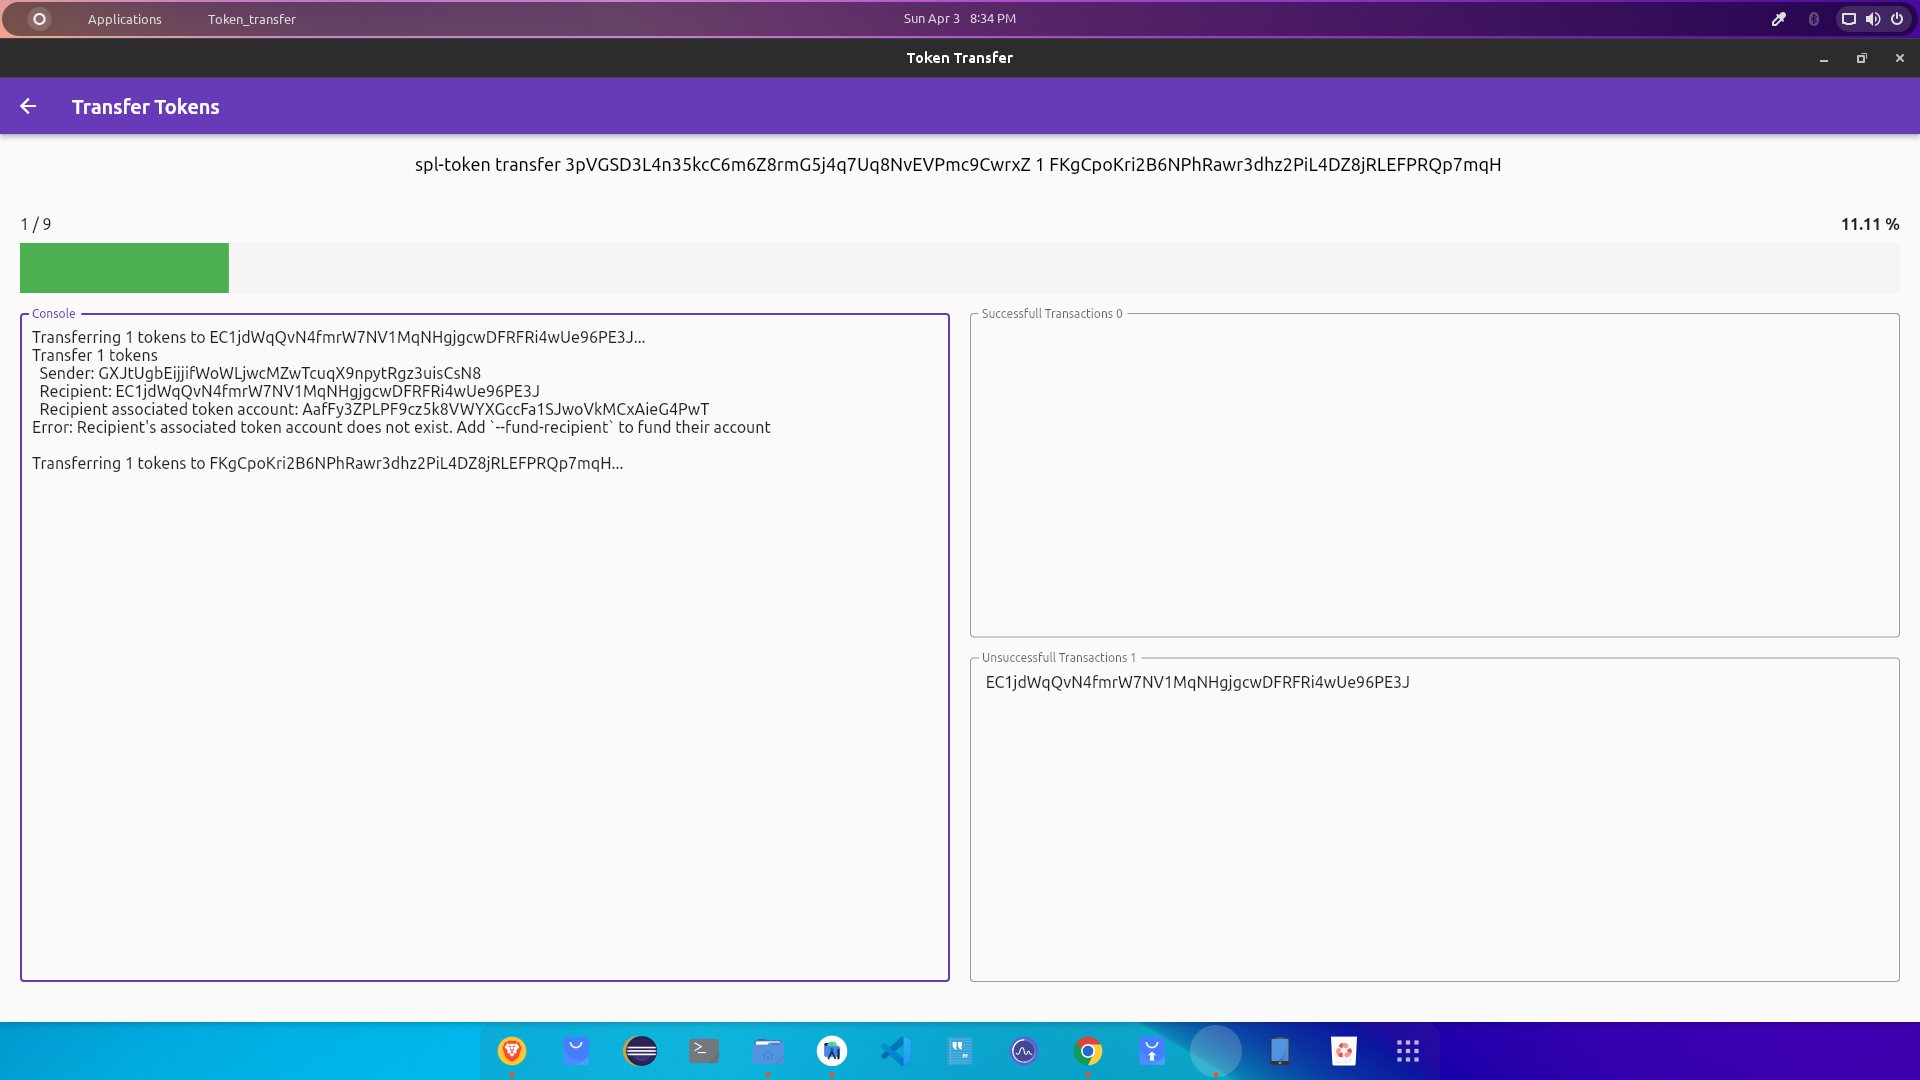 Applications
Token_transfer
Sun Apr 3 8:34 PM
Token Transfer
Transfer Tokens
spl-token transfer 3pVGSD3L4n35kcC6m6Z8rmG5j4q7Uq8NvEVPmc9CwrxZ 1 FKgCpoKri2B6NPhRawr3dhz2PiL4DZ8jRLEFPRQp7mqH
1 / 9
11.11 %
Console
Transferring 1 tokens to EC1jdWqQvN4fmrW7NV1MqNHgjgcwDFRFRi4wUe96PE3J...
Transfer 1 tokens
Sender: GXJtUgbEijjifWoWLjwcMZwTcuqX9npytRgz3uisCsN8
Recipient: EC1jdWqQvN4fmrW7NV1MqNHgjgcwDFRFRi4wUe96PE3J
Recipient associated token account: AafFy3ZPLPF9cz5k8VWYXGccFa1SJwoVkMCxAieG4PwT
Error: Recipient's associated token account does not exist. Add `--fund-recipient` to fund their account
Transferring 1 tokens to FKgCpoKri2B6NPhRawr3dhz2PiL4DZ8jRLEFPRQp7mqH...
Successfull Transactions 0
Unsuccessfull Transactions 1
EC1jdWqQvN4fmrW7NV1MqNHgjgcwDFRFRi4wUe96PE3J
AI